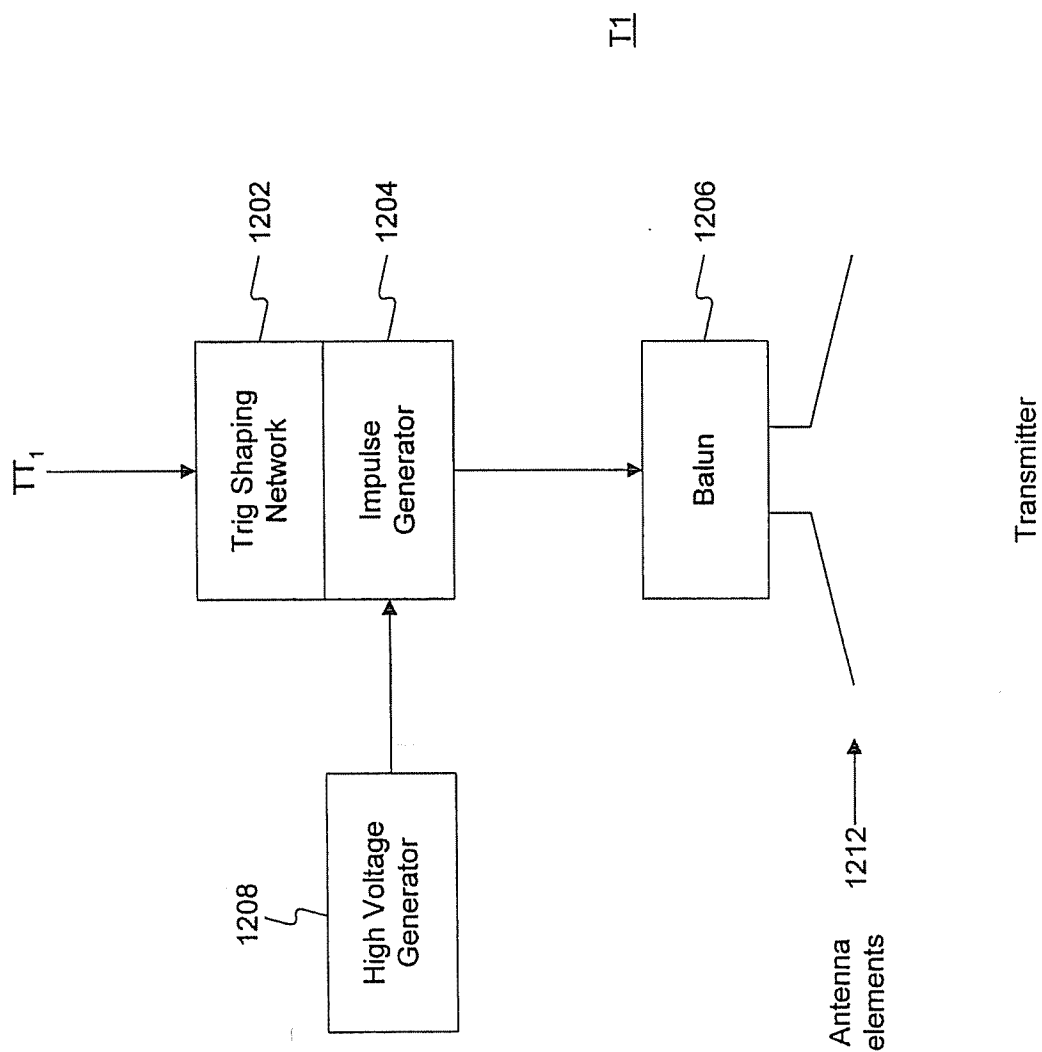 T1
TT1
Trig Shaping
Network
1202
Impulse
Generator
1204
High Voltage
Generator
1208
Balun
1206
Antenna
elements
1212
Transmitter